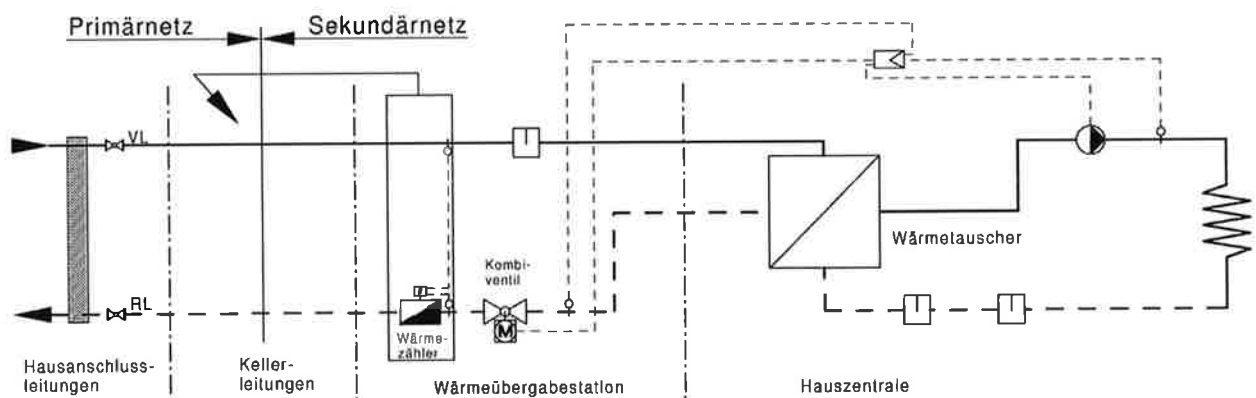 Primärnetz
Sekundärnetz
VL
RL
Kombi-
ventil
M
Wärme-
zähler
Wärmetauscher
Hausanschluss-
leitungen
Keller-
leitungen
Wärmeübergabestation
Hauszentrale